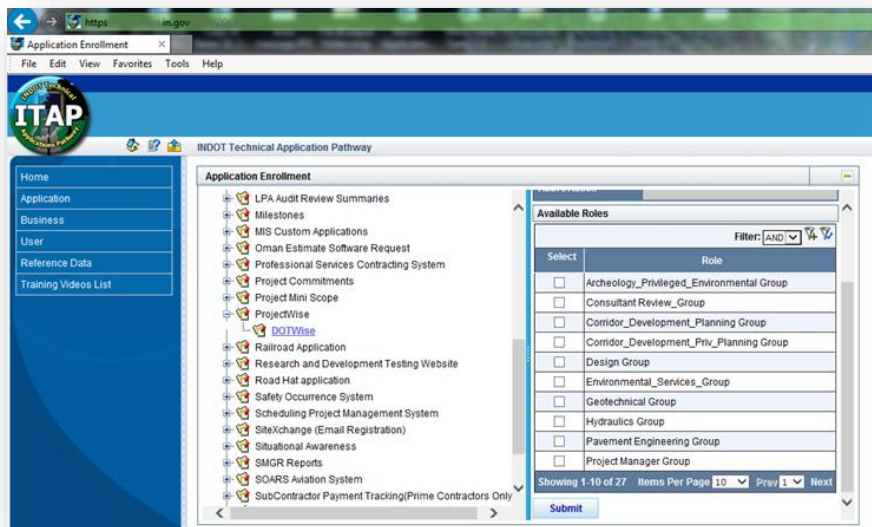 https in.gov
Application Enrollment ×
File Edit View Favorites Tools Help
INDOT Technical
ITAP
Applications Pathway
INDOT Technical Application Pathway
Home
Application
Business
User
Reference Data
Training Videos List
Application Enrollment
LPA Audit Review Summaries
Milestones
MIS Custom Applications
Oman Estimate Software Request
Professional Services Contracting System
Project Commitments
Project Mini Scope
ProjectWise
DOTWise
Railroad Application
Research and Development Testing Website
Road Hat application
Safety Occurrence System
Scheduling Project Management System
SiteXchange (Email Registration)
Situational Awareness
SMGR Reports
SOARS Aviation System
SubContractor Payment Tracking(Prime Contractors Only
Available Roles
Filter: AND
Select Role
Archeology_Privileged_Environmental Group
Consultant Review_Group
Corridor_Development_Planning Group
Corridor_Development_Priv_Planning Group
Design Group
Environmental_Services_Group
Geotechnical Group
Hydraulics Group
Pavement Engineering Group
Project Manager Group
Showing 1-10 of 27 Items Per Page 10 Prev 1 Next
Submit